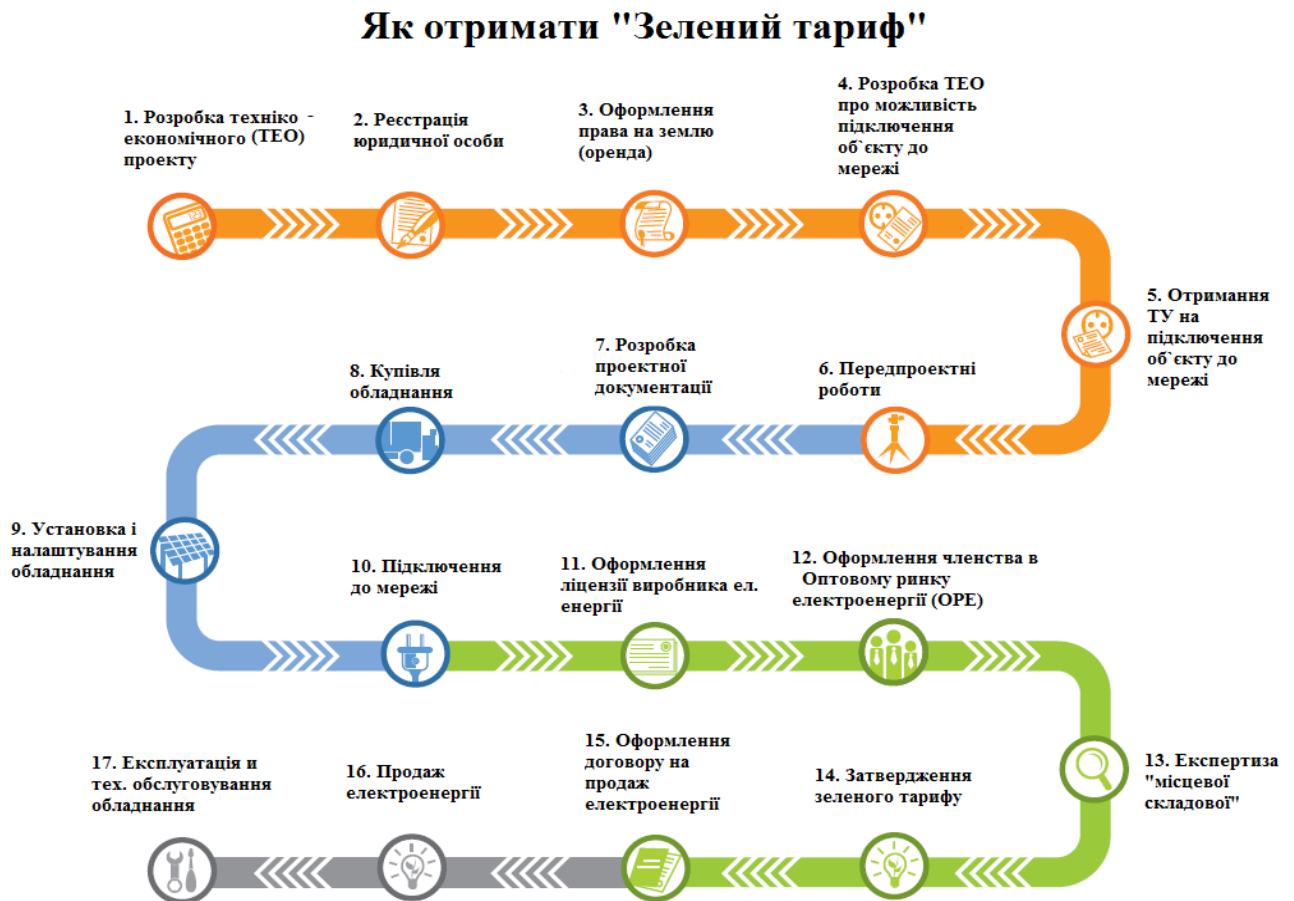 Як отримати "Зелений тариф"
1. Розробка техніко -
економічного (ТЕО)
проекту
2. Реєстрація
юридичної особи
3. Оформлення
права на землю
(оренда)
4. Розробка ТЕО
про можливість
підключення
об`єкту до
мережі
5. Отримання
ТУ на
підключення
об`єкту до
мережі
6. Передпроектні
роботи
7. Розробка
проектної
документації
8. Купівля
обладнання
9. Установка і
налаштування
обладнання
10. Підключення
до мережі
11. Оформлення
ліцензії виробника ел.
енергії
12. Оформлення членства в
Оптовому ринку
електроенергії (ОРЕ)
13. Експертиза
"місцевої
складової"
14. Затвердження
зеленого тарифу
15. Оформлення
договору на
продаж
електроенергії
16. Продаж
електроенергії
17. Експлуатація и
тех. обслуговування
обладнання